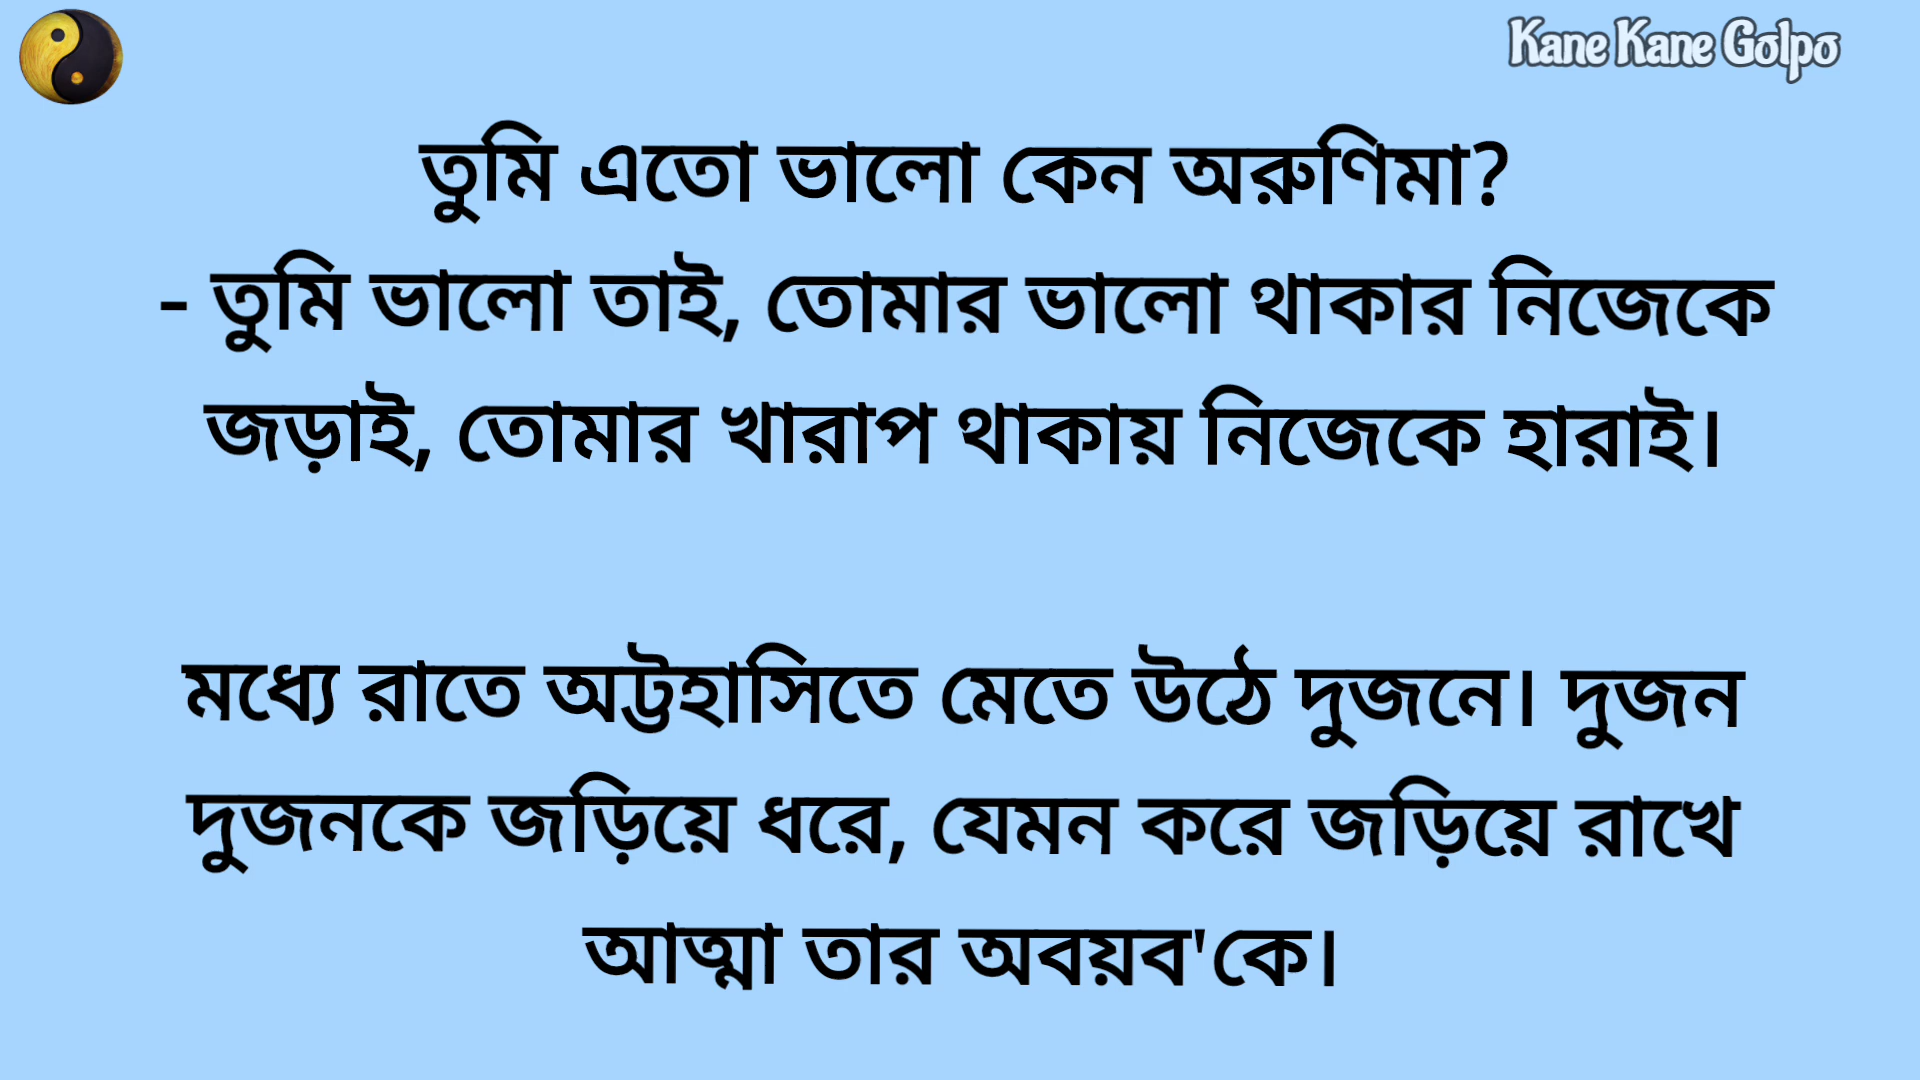 Kane Kane Golpo
তুমি এতো ভালো কেন অরুণিমা?
- তুমি ভালো তাই, তোমার ভালো থাকার নিজেকে
জড়াই, তোমার খারাপ থাকায় নিজেকে হারাই।
মধ্যে রাতে অট্টহাসিতে মেতে উঠে দুজনে। দুজন
দুজনকে জড়িয়ে ধরে, যেমন করে জড়িয়ে রাখে
আত্মা তার অবয়ব'কে।